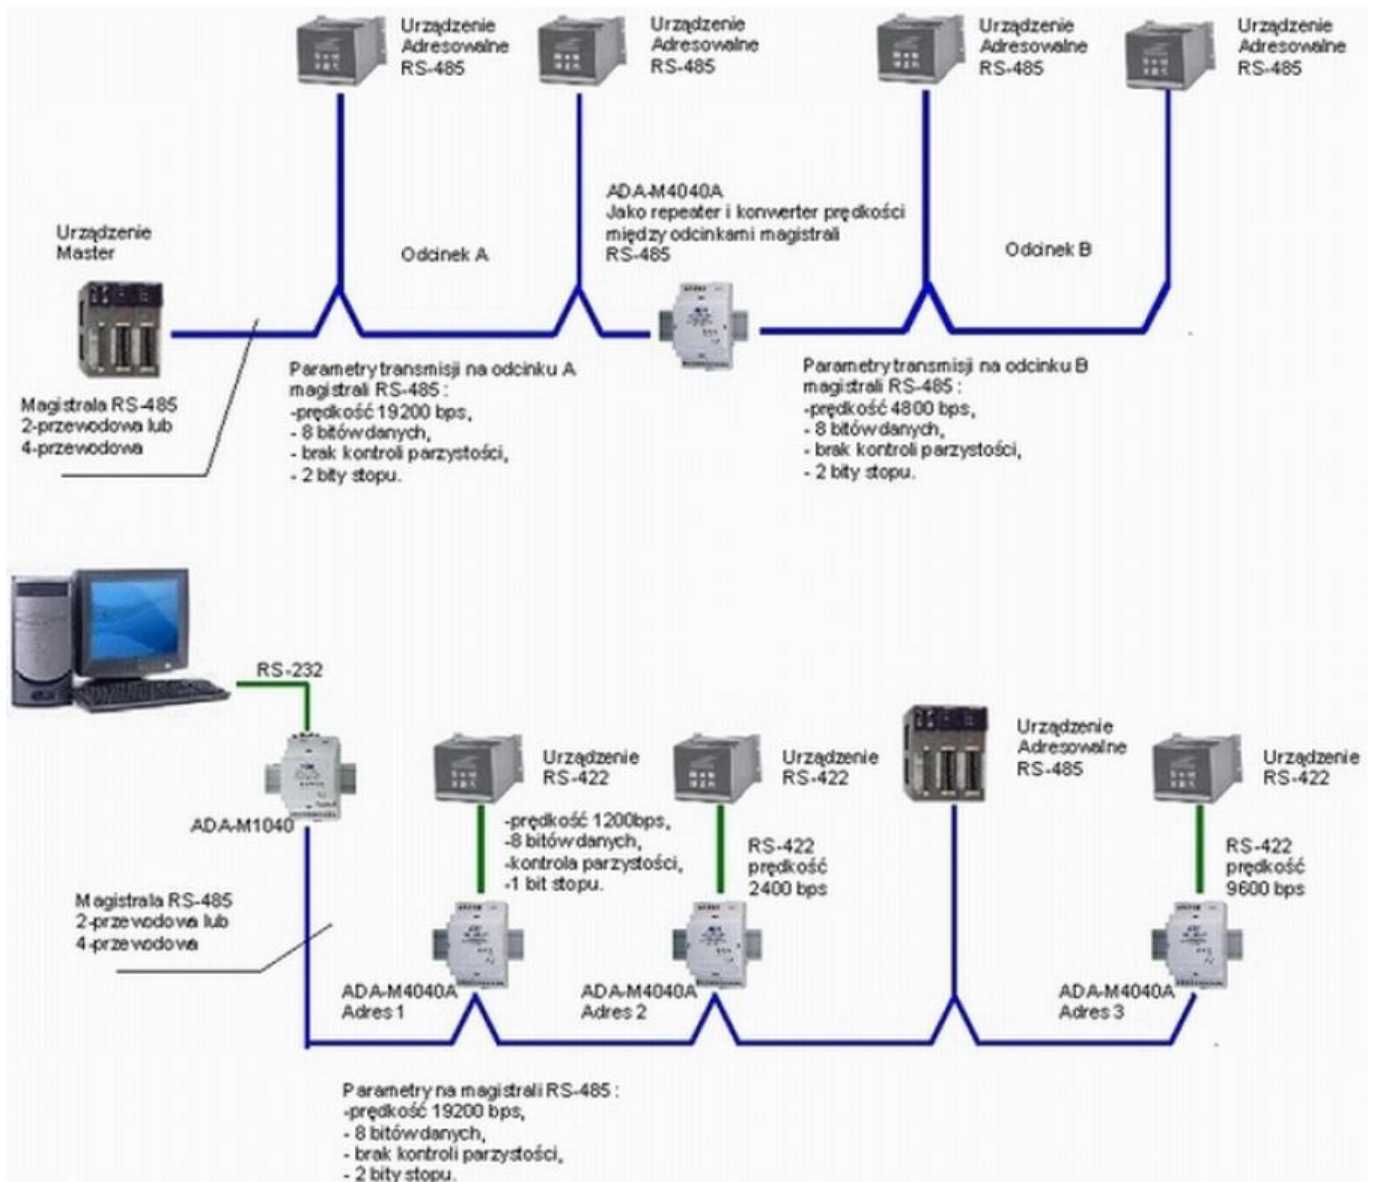 Urządzenie
Adresowalne
RS-485
Urządzenie
Adresowalne
RS-485
Urządzenie
Adresowalne
RS-485
Urządzenie
Adresowalne
RS-485
ADA-M4040A
Jako repeater i konwerter prędkości
między odcinkami magistrali
RS-485
Urządzenie
Master
Odcinek A
Odcinek B
Magistrala RS-485
2-przewodowa lub
4-przewodowa
Parametry transmisji na odcinku A
magistrali RS-485 :
-prędkość 19200 bps,
- 8 bitów danych,
- brak kontroli parzystości,
- 2 bity stopu.
Parametry transmisji na odcinku B
magistrali RS-485 :
-prędkość 4800 bps,
- 8 bitów danych,
- brak kontroli parzystości,
- 2 bity stopu.
RS-232
ADA-M1040
Urządzenie
RS-422
Urządzenie
RS-422
Urządzenie
Adresowalne
RS-485
Urządzenie
RS-422
-prędkość 1200bps,
-8 bitów danych,
-kontrola parzystości,
-1 bit stopu.
RS-422
prędkość
2400 bps
RS-422
prędkość
9600 bps
Magistrala RS-485
2-przewodowa lub
4-przewodowa
ADA-M4040A
Adres 1
ADA-M4040A
Adres 2
ADA-M4040A
Adres 3
Parametry na magistrali RS-485 :
-prędkość 19200 bps,
- 8 bitów danych,
- brak kontroli parzystości,
- 2 bity stopu.